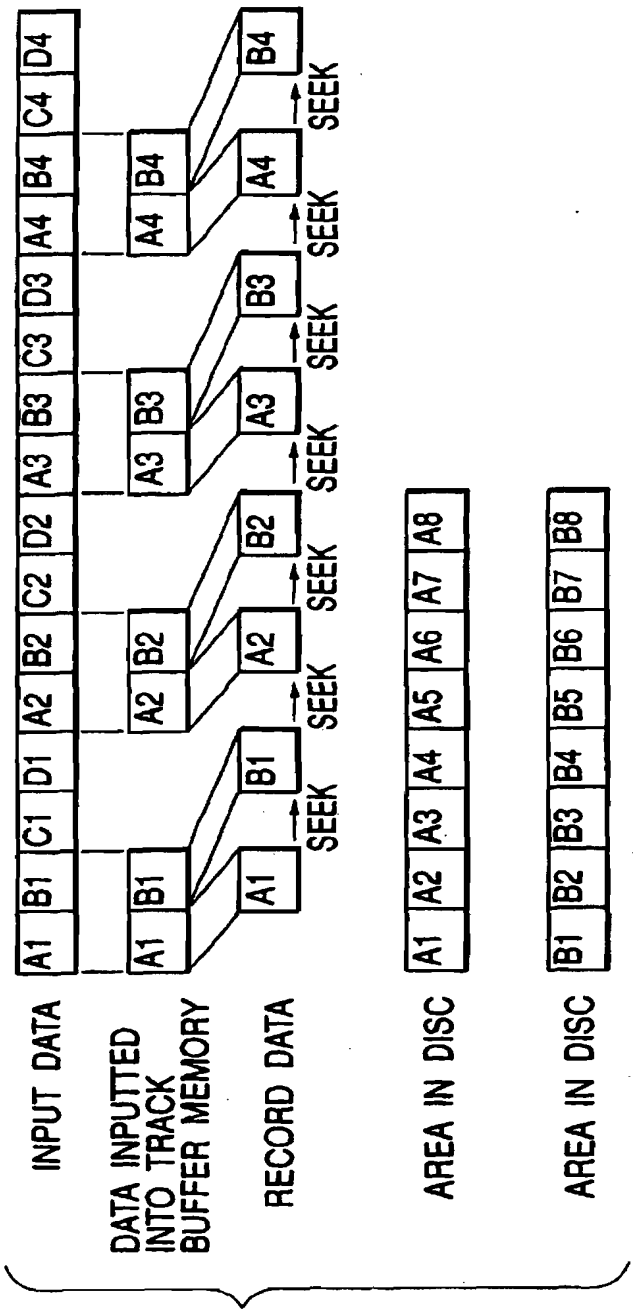 INPUT DATA
A1 B1 C1 D1 A2 B2 C2 D2 A3 B3 C3 D3 A4 B4 C4 D4
DATA INPUTTED
INTO TRACK
BUFFER MEMORY
A1 B1 A2 B2 A3 B3 A4 B4
RECORD DATA
A1 B1 A2 B2 A3 B3 A4 B4
SEEK SEEK SEEK SEEK SEEK SEEK SEEK
AREA IN DISC
A1 A2 A3 A4 A5 A6 A7 A8
AREA IN DISC
B1 B2 B3 B4 B5 B6 B7 B8